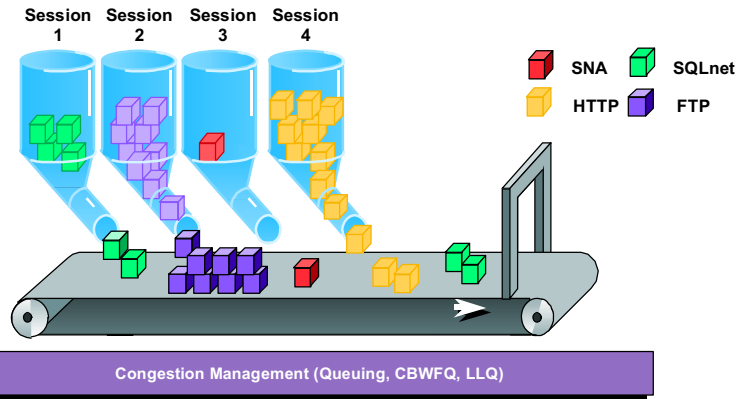 Session Session Session Session
1 2 3 4
SNA SQLnet
HTTP FTP
Congestion Management (Queuing, CBWFQ, LLQ)